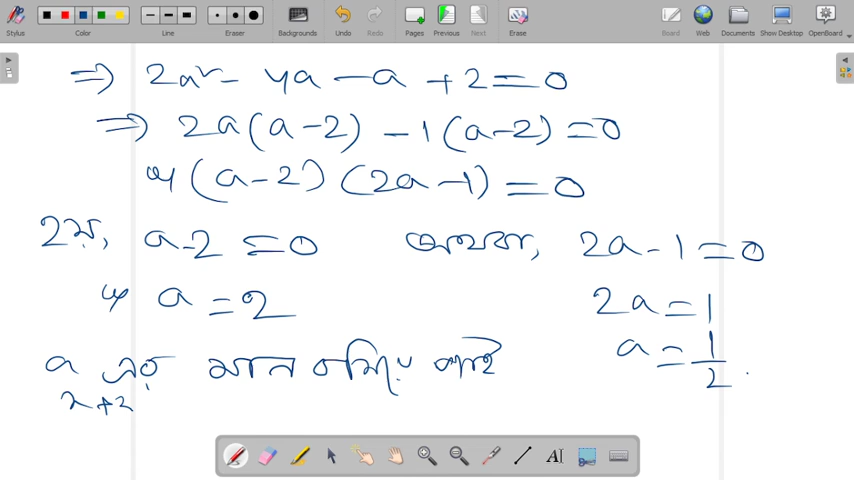 Stylus Color Line Eraser Backgrounds Undo Redo Pages Previous Next Erase Board Web Documents Show Desktop OpenBoard
⇒ 2a² - 4a - a + 2 = 0
⇒ 2a(a-2) - 1(a-2) = 0
বা (a-2) (2a-1) = 0
হয়, a-2 = 0 অথবা, 2a-1 = 0
বা a = 2 2a = 1
a এর মান বসিয়ে পাই a = 1/2 .
x+2